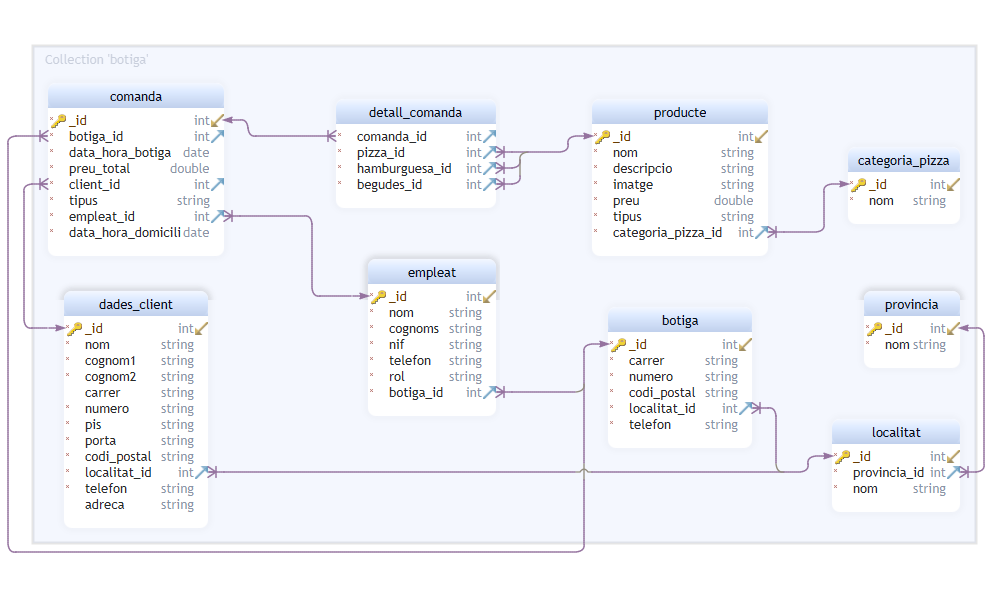 Collection 'botiga'
comanda
_id int
botiga_id int
data_hora_botiga date
preu_total double
client_id int
tipus string
empleat_id int
data_hora_domicili date
detall_comanda
comanda_id int
pizza_id int
hamburguesa_id int
begudes_id int
producte
_id int
nom string
descripcio string
imatge string
preu double
tipus string
categoria_pizza_id int
categoria_pizza
_id int
nom string
dades_client
_id int
nom string
cognom1 string
cognom2 string
carrer string
numero string
pis string
porta string
codi_postal string
localitat_id int
telefon string
adreca string
empleat
_id int
nom string
cognoms string
nif string
telefon string
rol string
botiga_id int
botiga
_id int
carrer string
numero string
codi_postal string
localitat_id int
telefon string
provincia
_id int
nom string
localitat
_id int
provincia_id int
nom string